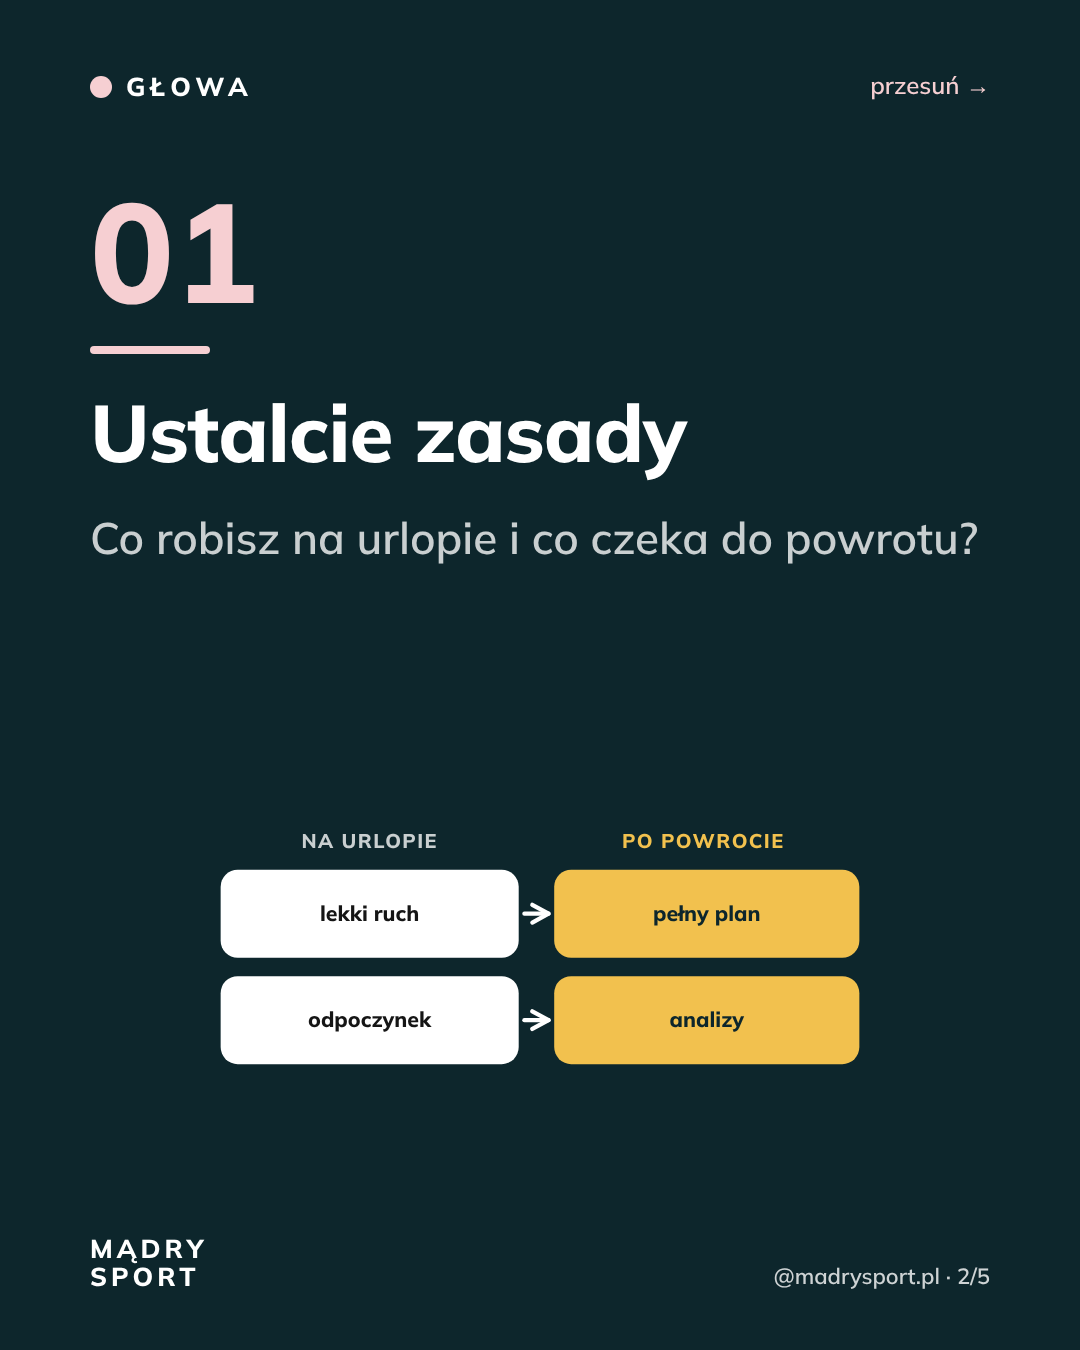 GŁOWA
przesuń →
01
Ustalcie zasady
Co robisz na urlopie i co czeka do powrotu?
NA URLOPIE
PO POWROCIE
lekki ruch
pełny plan
odpoczynek
analizy
MĄDRY
SPORT
@madrysport.pl · 2/5